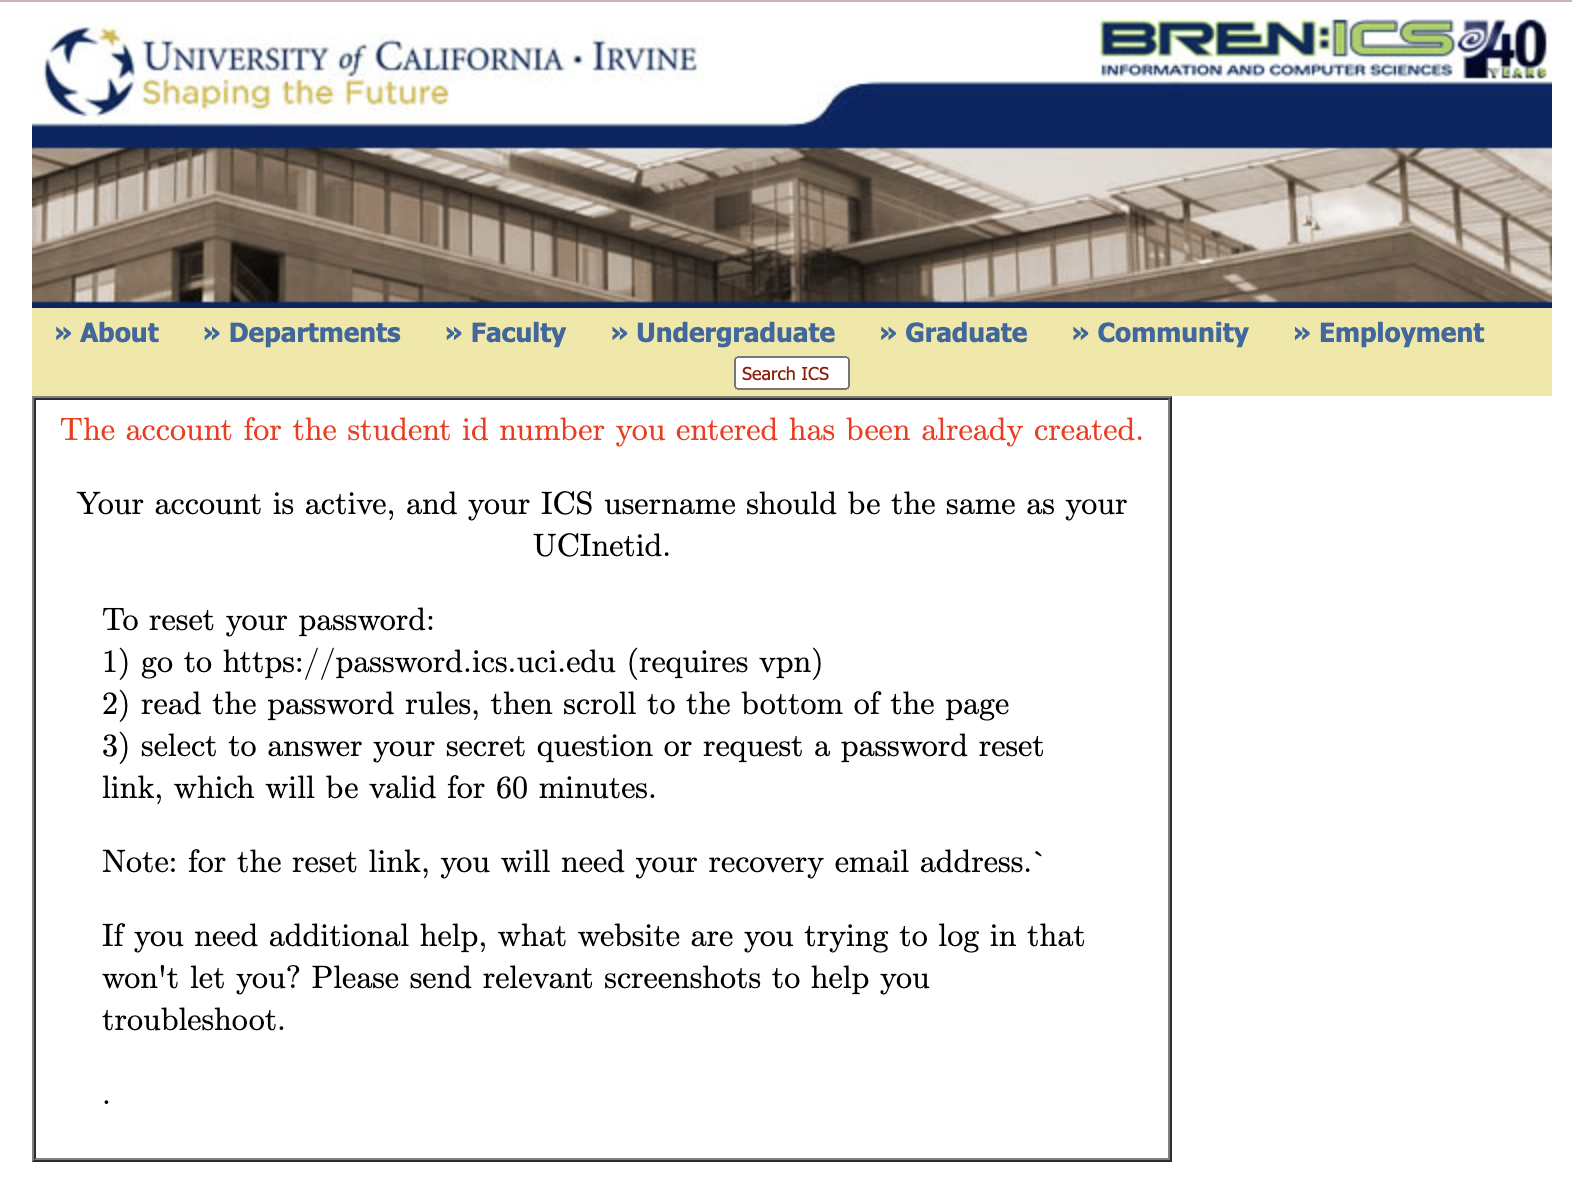 UNIVERSITY of CALIFORNIA · IRVINE
Shaping the Future
BREN:ICS 40
INFORMATION AND COMPUTER SCIENCES YEARS
» About » Departments » Faculty » Undergraduate » Graduate » Community » Employment
Search ICS
The account for the student id number you entered has been already created.
Your account is active, and your ICS username should be the same as your
UCInetid.
To reset your password:
1) go to https://password.ics.uci.edu (requires vpn)
2) read the password rules, then scroll to the bottom of the page
3) select to answer your secret question or request a password reset
link, which will be valid for 60 minutes.
Note: for the reset link, you will need your recovery email address.`
If you need additional help, what website are you trying to log in that
won't let you? Please send relevant screenshots to help you
troubleshoot.
.